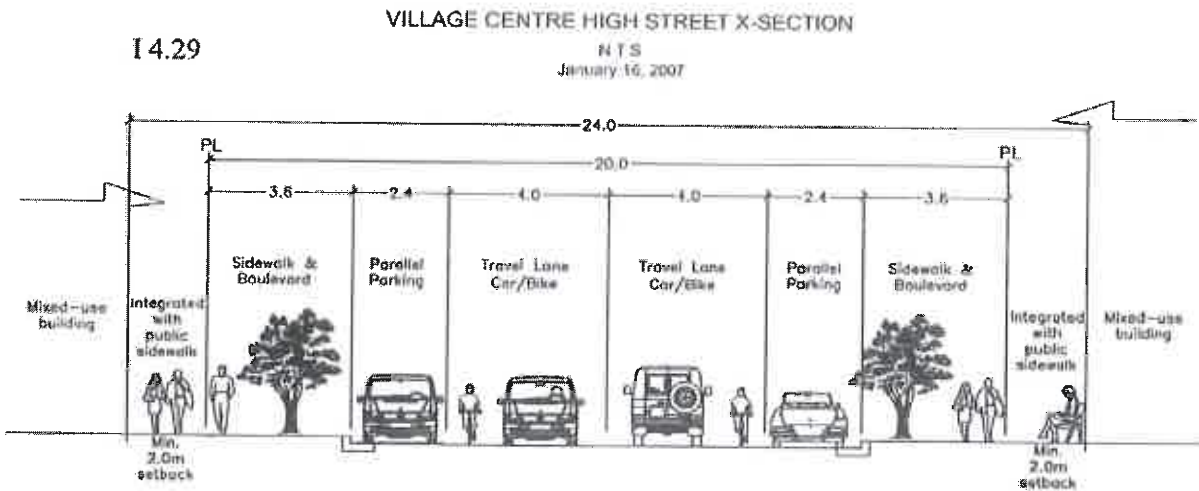 VILLAGE CENTRE HIGH STREET X-SECTION
I 4.29
N T S
January 16, 2007
24.0
PL
PL
20.0
3.6
2.4
4.0
4.0
2.4
3.6
Sidewalk &
Boulevard
Parallel
Parking
Travel Lane
Car/Bike
Travel Lane
Car/Bike
Parallel
Parking
Sidewalk &
Boulevard
Mixed-use
building
Integrated
with
public
sidewalk
Integrated
with
public
sidewalk
Mixed-use
building
Min.
2.0m
setback
Min.
2.0m
setback